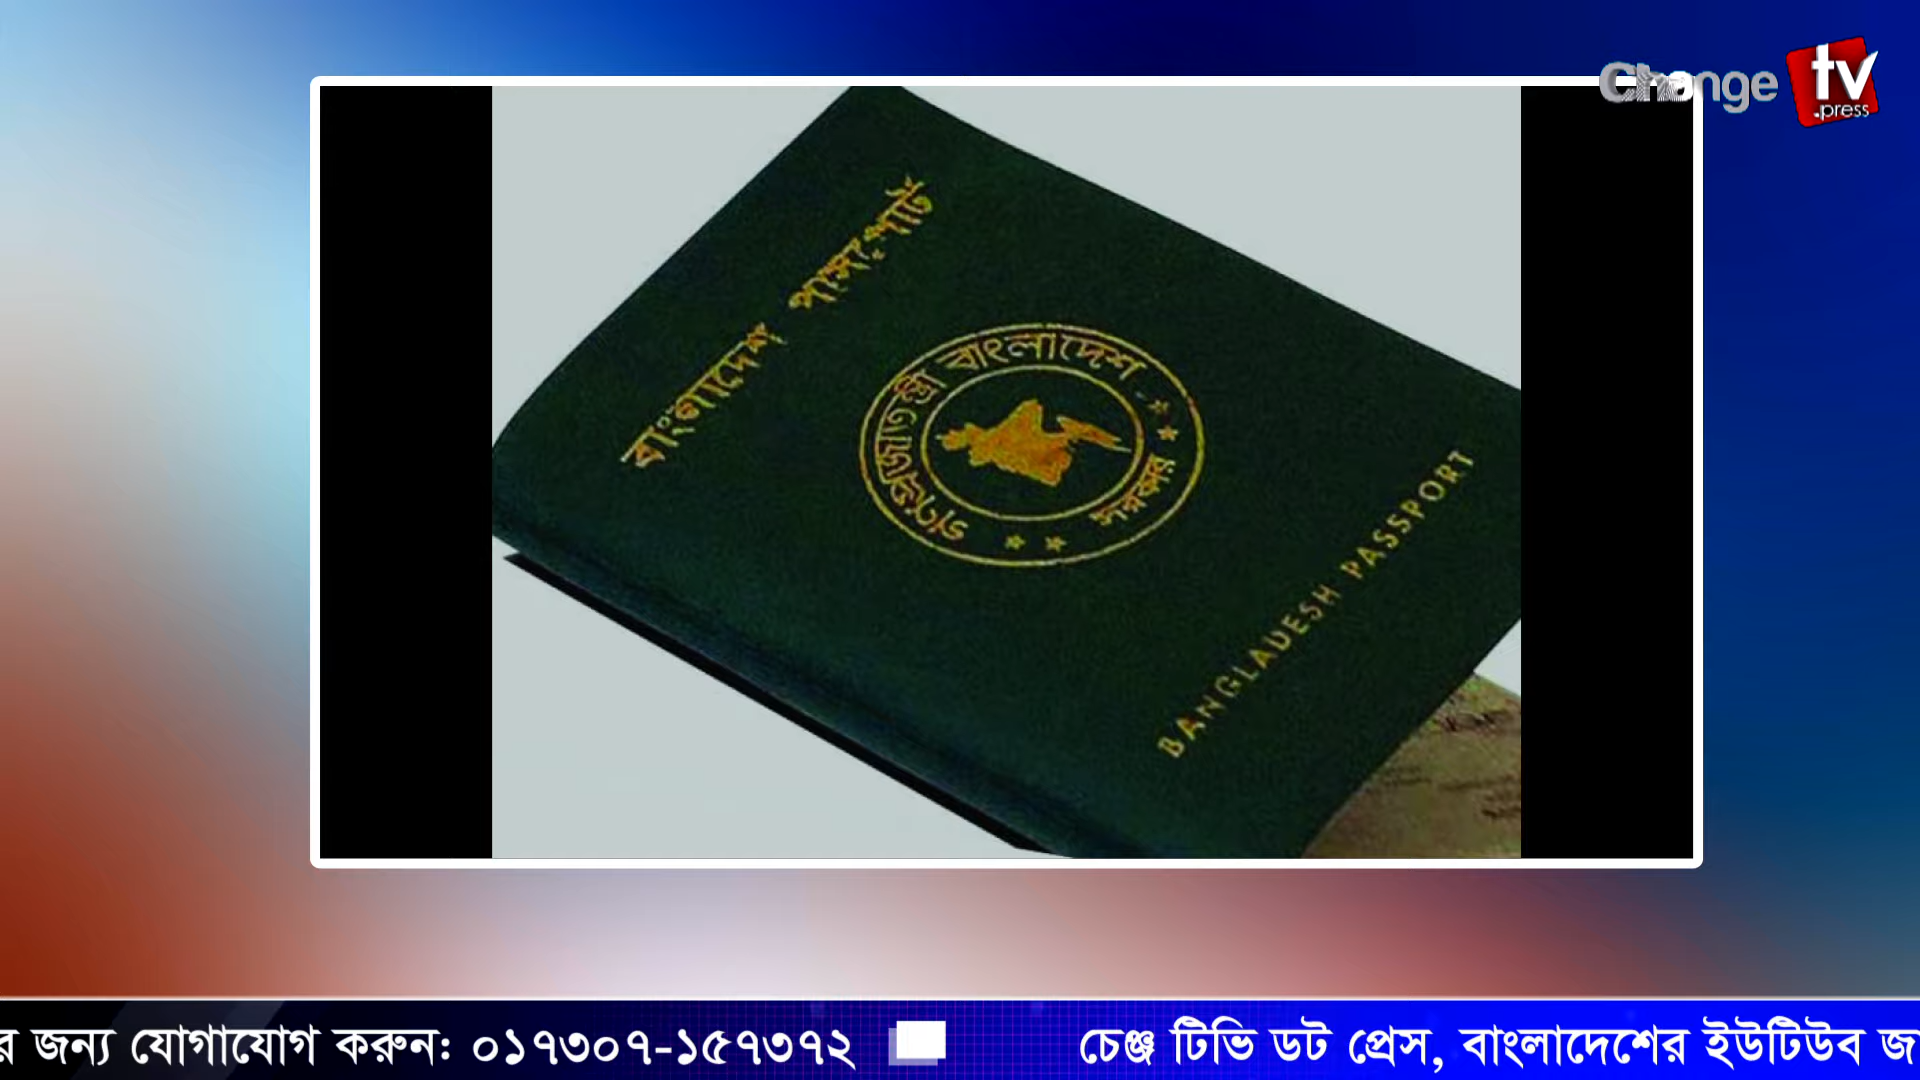 Change tv
.press
বাংলাদেশ পাসপোর্ট
গণপ্রজাতন্ত্রী বাংলাদেশ
সরকার
BANGLADESH PASSPORT
র জন্য যোগাযোগ করুন: ০১৭৩০৭-১৫৭৩৭২
চেঞ্জ টিভি ডট প্রেস, বাংলাদেশের ইউটিউব জ